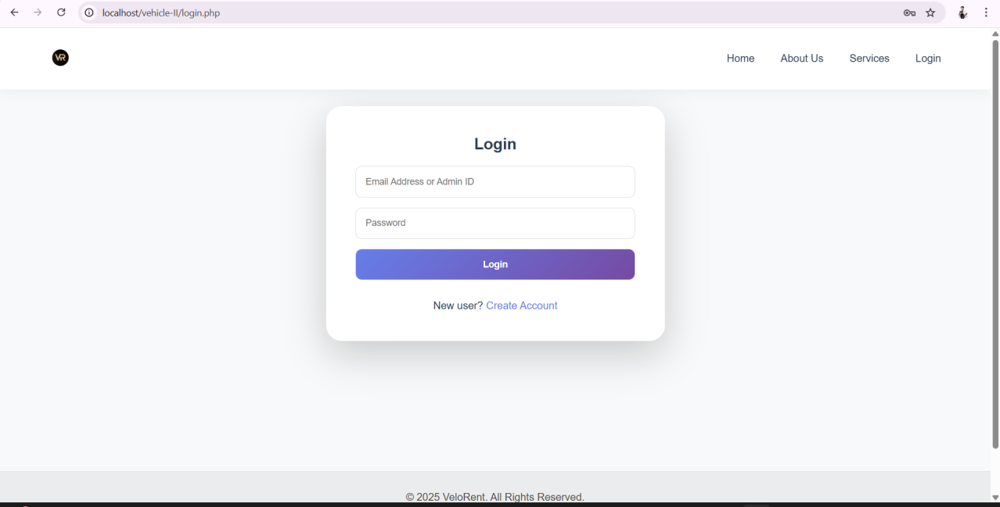 localhost/vehicle-II/login.php
VR
Home About Us Services Login
Login
Email Address or Admin ID
Password
Login
New user? Create Account
© 2025 VeloRent. All Rights Reserved.